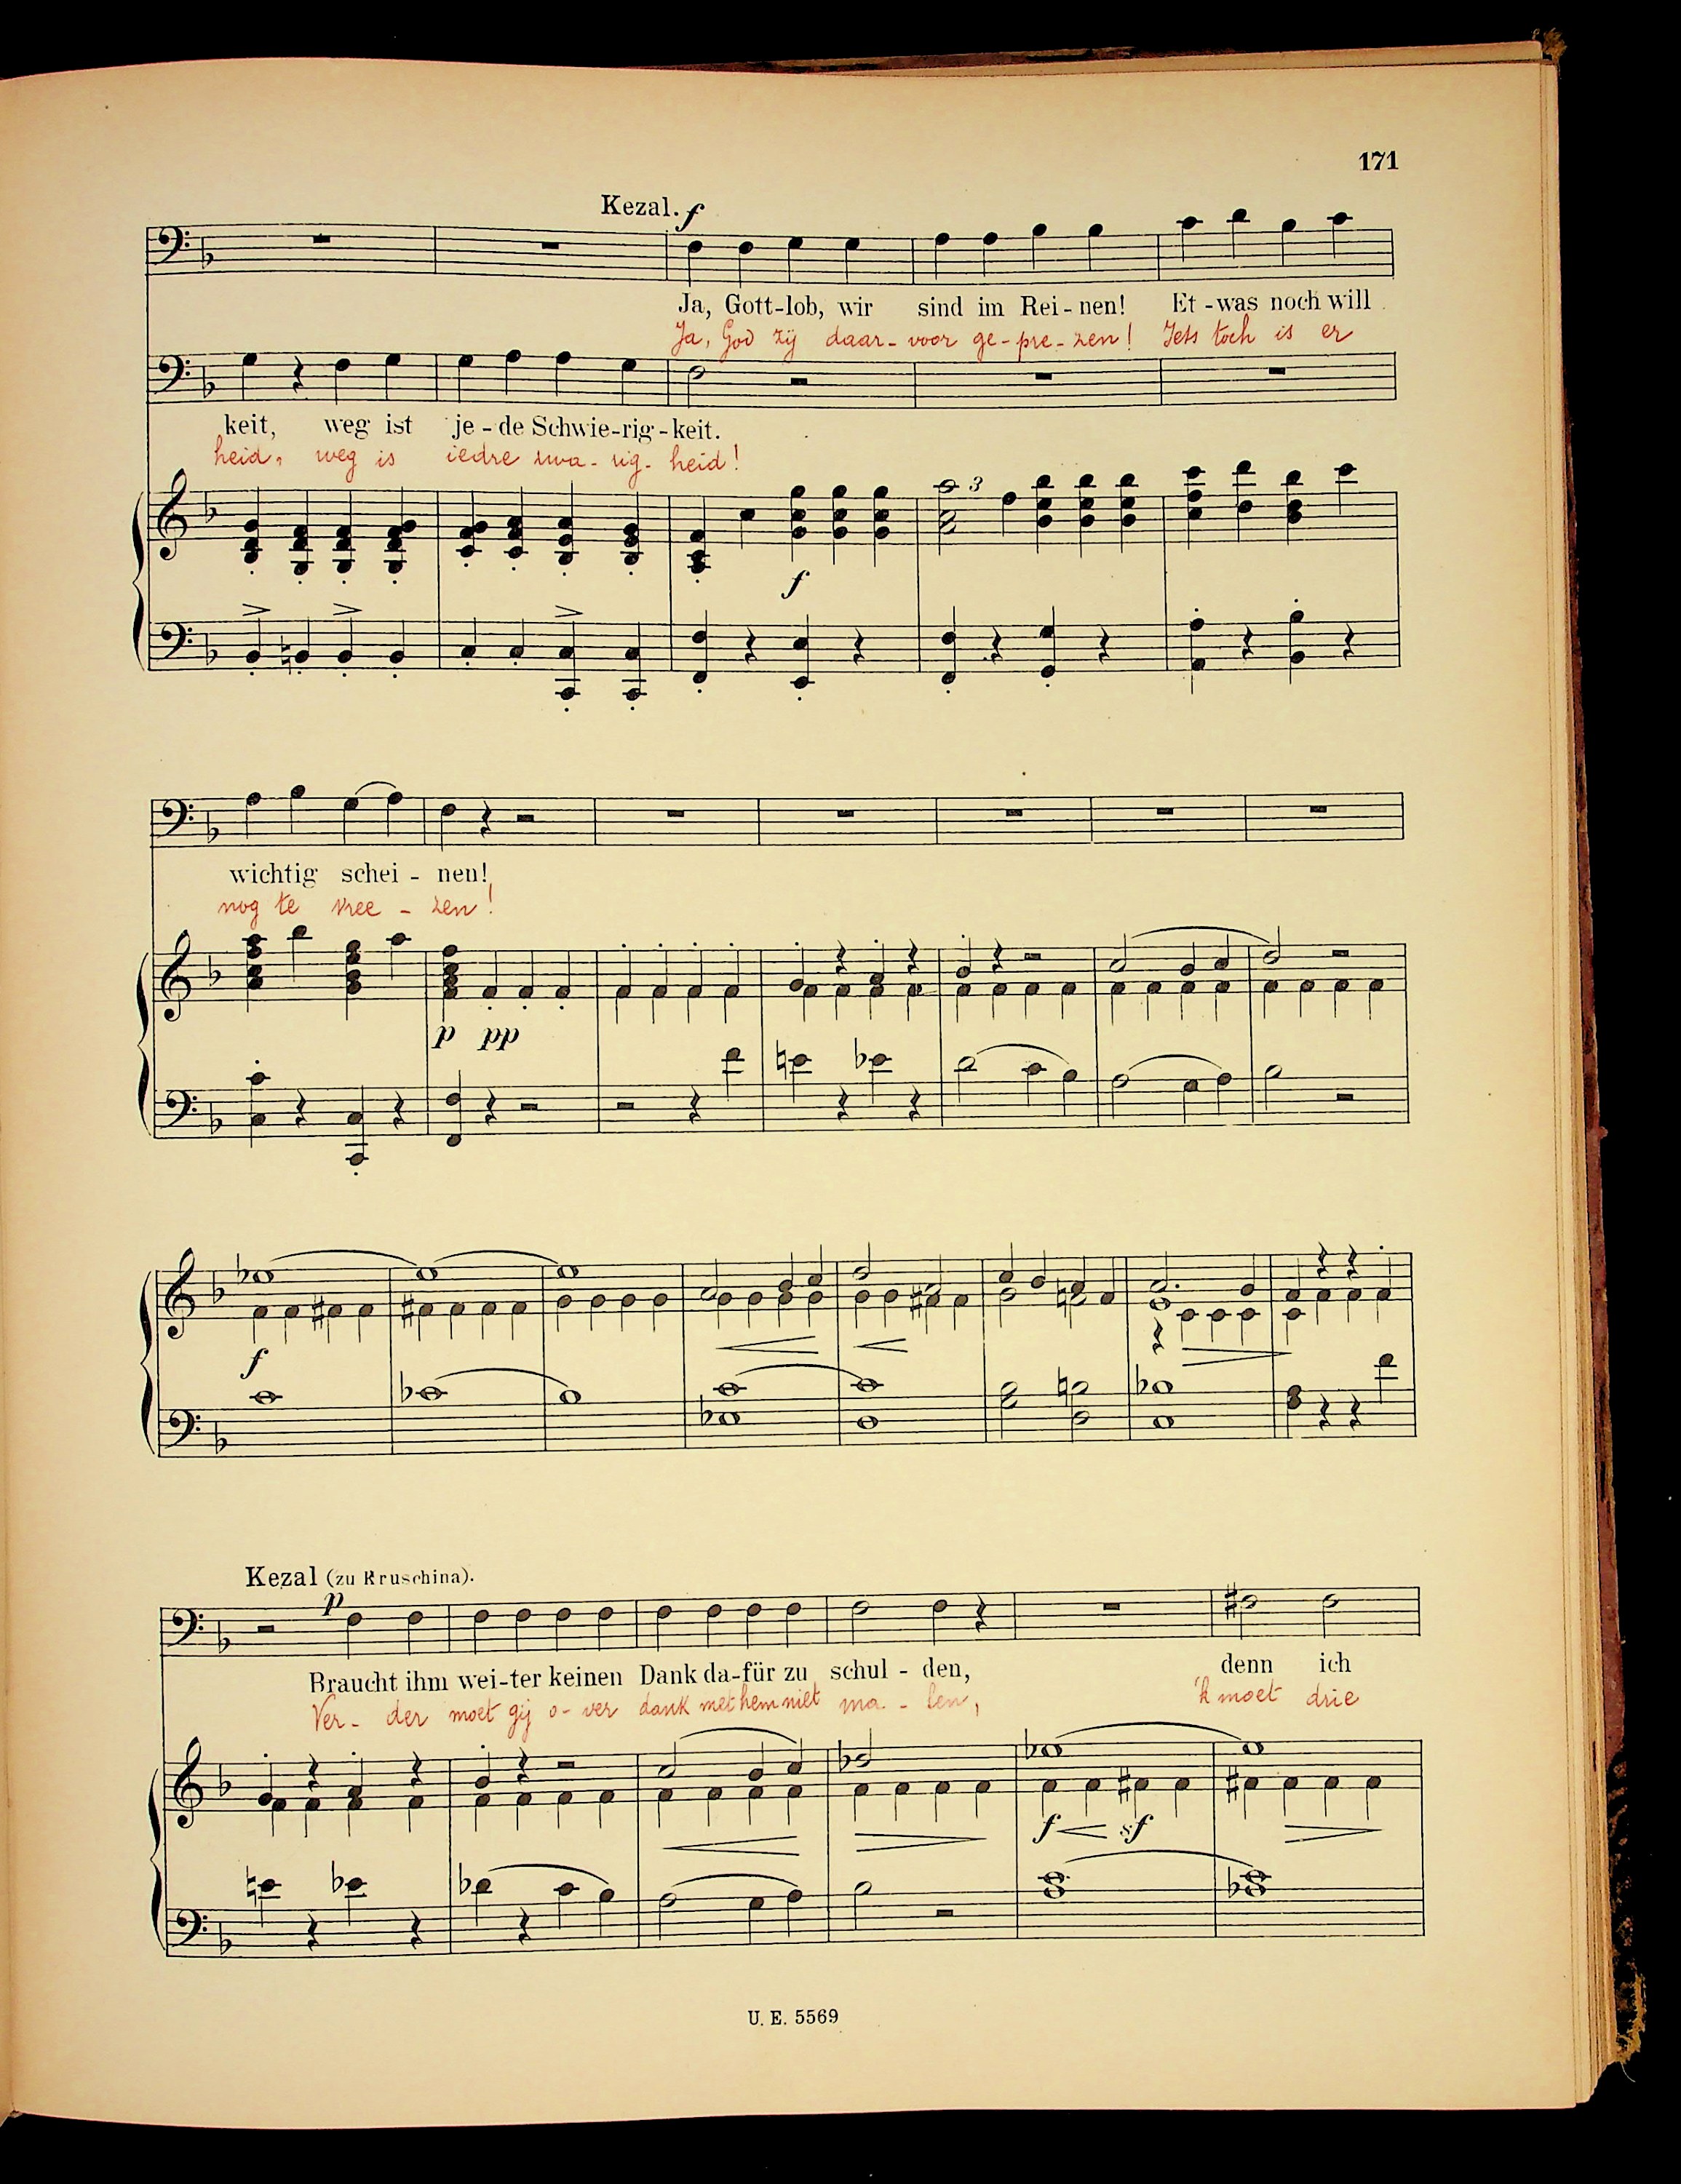 171
Kezal. f
Ja, Gott-lob, wir sind im Rei-nen! Et-was noch will
Ja, God zij daar-voor ge-pre-zen! Iets toch is er
keit, weg ist je-de Schwie-rig-keit.
heid, weg is iedre zwa-rig-heid!
3
f
wichtig schei-nen!
nog te vree-zen!
p pp
f
Kezal (zu Kruschina).
p
Braucht ihm wei-ter keinen Dank da-für zu schul-den, denn ich
Ver-der moet gij o-ver dank met hem niet ma-len, 'k moet drie
f sf
U. E. 5569